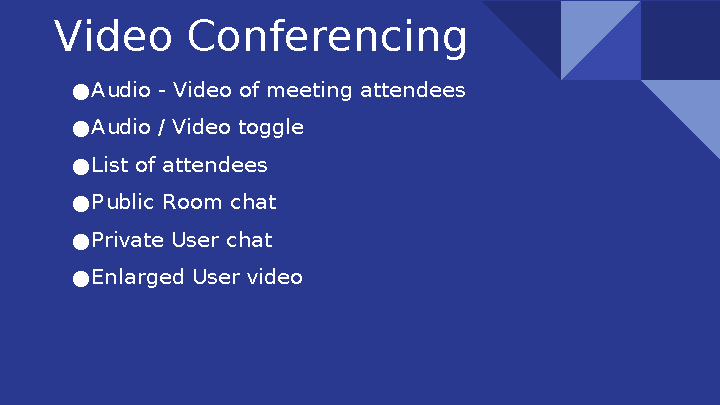 Video Conferencing
●Audio - Video of meeting attendees
●Audio / Video toggle
●List of attendees
●Public Room chat
●Private User chat
●Enlarged User video